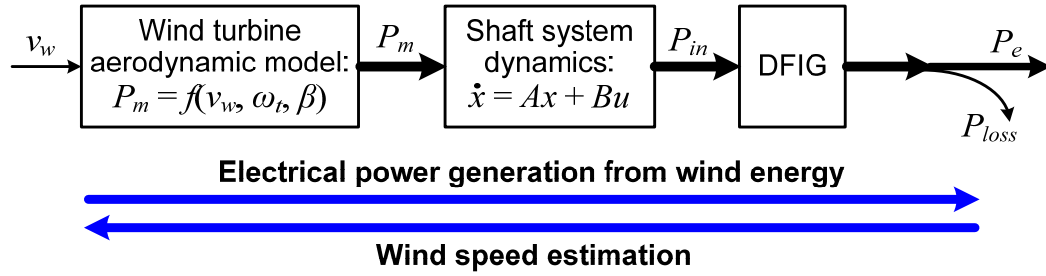 v_w
Wind turbine
aerodynamic model:
P_m = f(v_w, ω_t, β)
P_m
Shaft system
dynamics:
ẋ = Ax + Bu
P_in
DFIG
P_e
P_loss
Electrical power generation from wind energy
Wind speed estimation